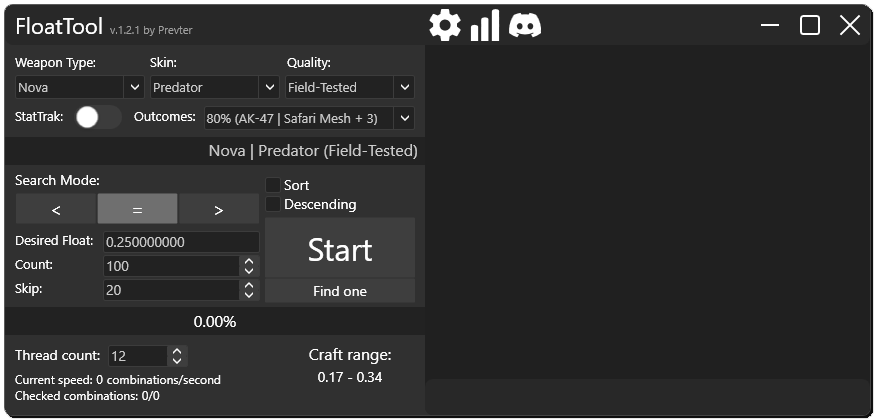 FloatTool v.1.2.1 by Prevter
Weapon Type: Skin: Quality:
Nova Predator Field-Tested
StatTrak: Outcomes: 80% (AK-47 | Safari Mesh + 3)
Nova | Predator (Field-Tested)
Search Mode:
< = >
Sort
Descending
Desired Float: 0.250000000
Count: 100
Skip: 20
Start
Find one
0.00%
Thread count: 12
Current speed: 0 combinations/second
Checked combinations: 0/0
Craft range:
0.17 - 0.34